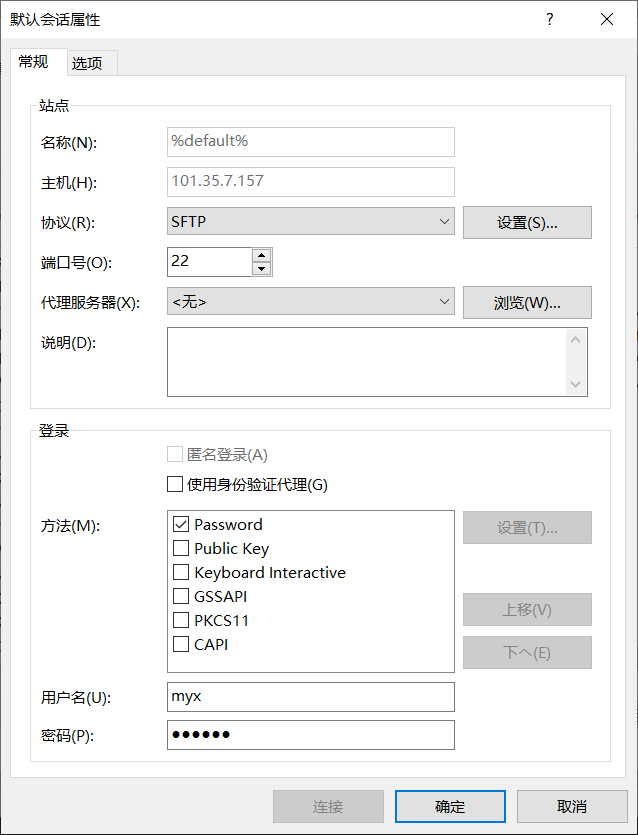 默认会话属性
常规 选项
站点
名称(N): %default%
主机(H): 101.35.7.157
协议(R): SFTP 设置(S)...
端口号(O): 22
代理服务器(X): <无> 浏览(W)...
说明(D):
登录
匿名登录(A)
使用身份验证代理(G)
方法(M): Password 设置(T)...
Public Key
Keyboard Interactive
GSSAPI 上移(V)
PKCS11
CAPI 下へ(E)
用户名(U): myx
密码(P): ●●●●●●
连接 确定 取消